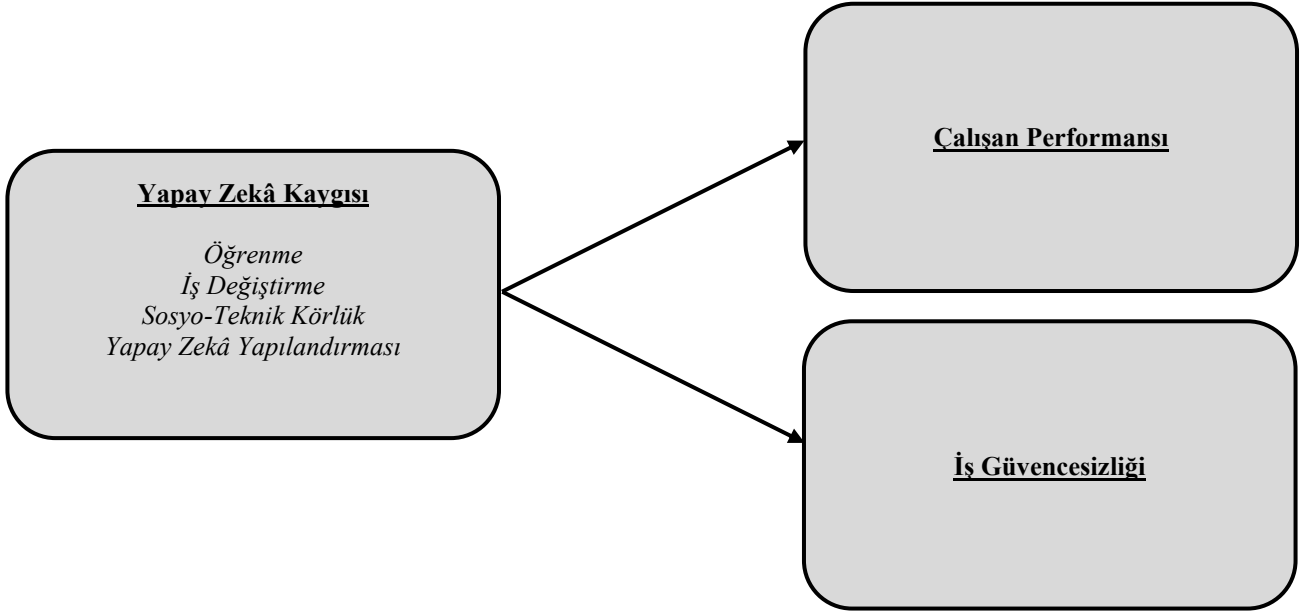 Yapay Zekâ Kaygısı
Öğrenme
İş Değiştirme
Sosyo-Teknik Körlük
Yapay Zekâ Yapılandırması
Çalışan Performansı
İş Güvencesizliği